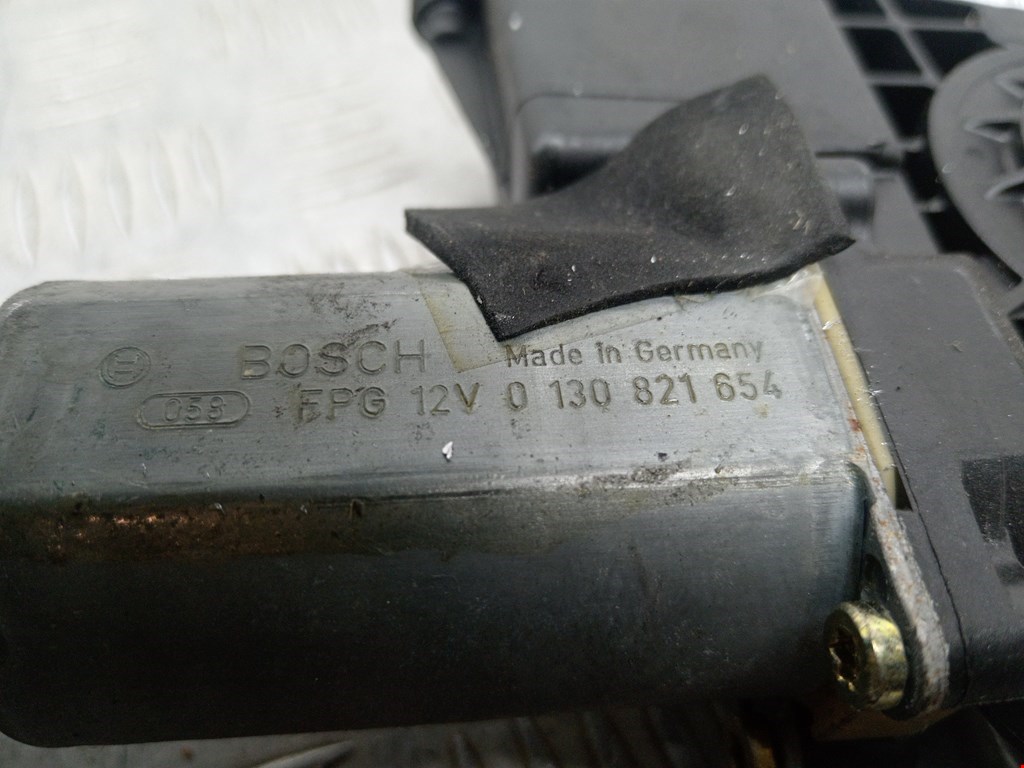 BOSCH Made in Germany
058 FPG 12V 0 130 821 654